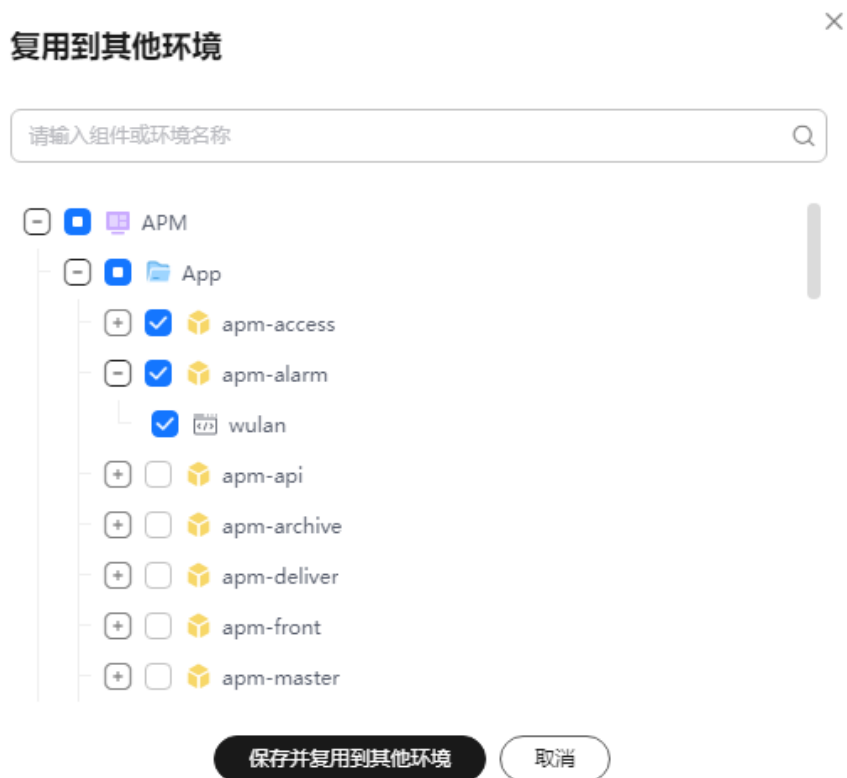 复用到其他环境
请输入组件或环境名称
APM
App
apm-access
apm-alarm
wulan
apm-api
apm-archive
apm-deliver
apm-front
apm-master
保存并复用到其他环境
取消